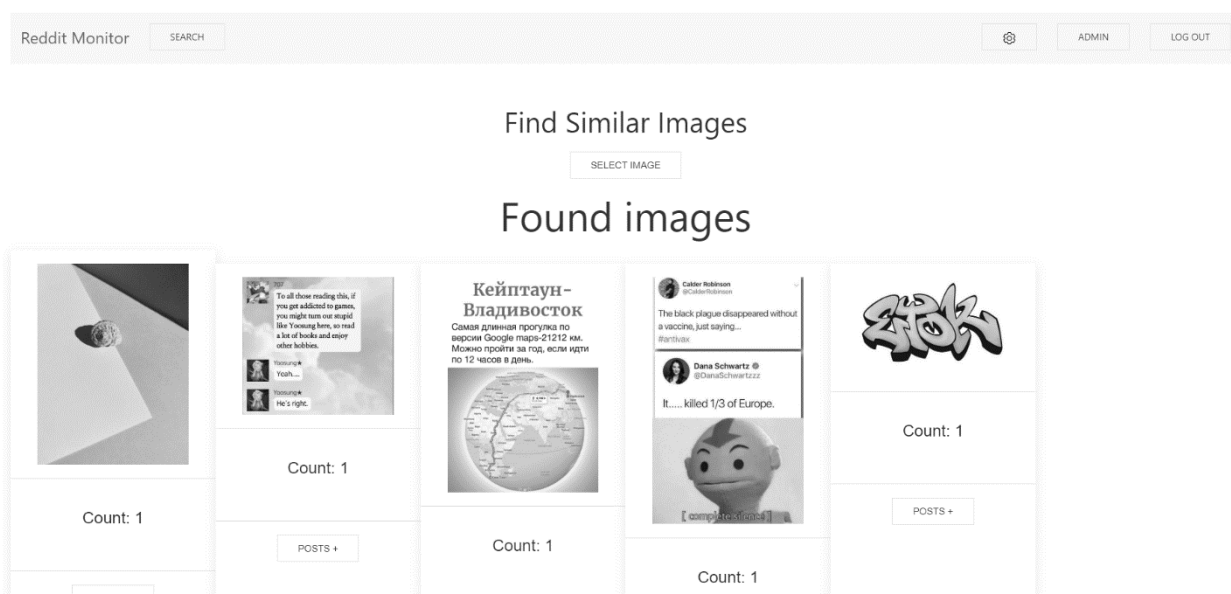 Reddit Monitor SEARCH ADMIN LOG OUT
Find Similar Images
SELECT IMAGE
Found images
Count: 1
To all those reading this, if
you get addicted to games,
you might turn out stupid
like Yoosung here, so read
a lot of books and enjoy
other hobbies.
Yoosung★
Yeah....
Yoosung★
He's right.
Count: 1
POSTS +
Кейптаун-
Владивосток
Самая длинная прогулка по
версии Google maps-21212 км.
Можно пройти за год, если идти
по 12 часов в день.
Count: 1
Calder Robinson
@CalderRobinson
The black plague disappeared without
a vaccine, just saying...
#antivax
Dana Schwartz
@DanaSchwartzzz
It..... killed 1/3 of Europe.
[ complete silence ]
Count: 1
Count: 1
POSTS +